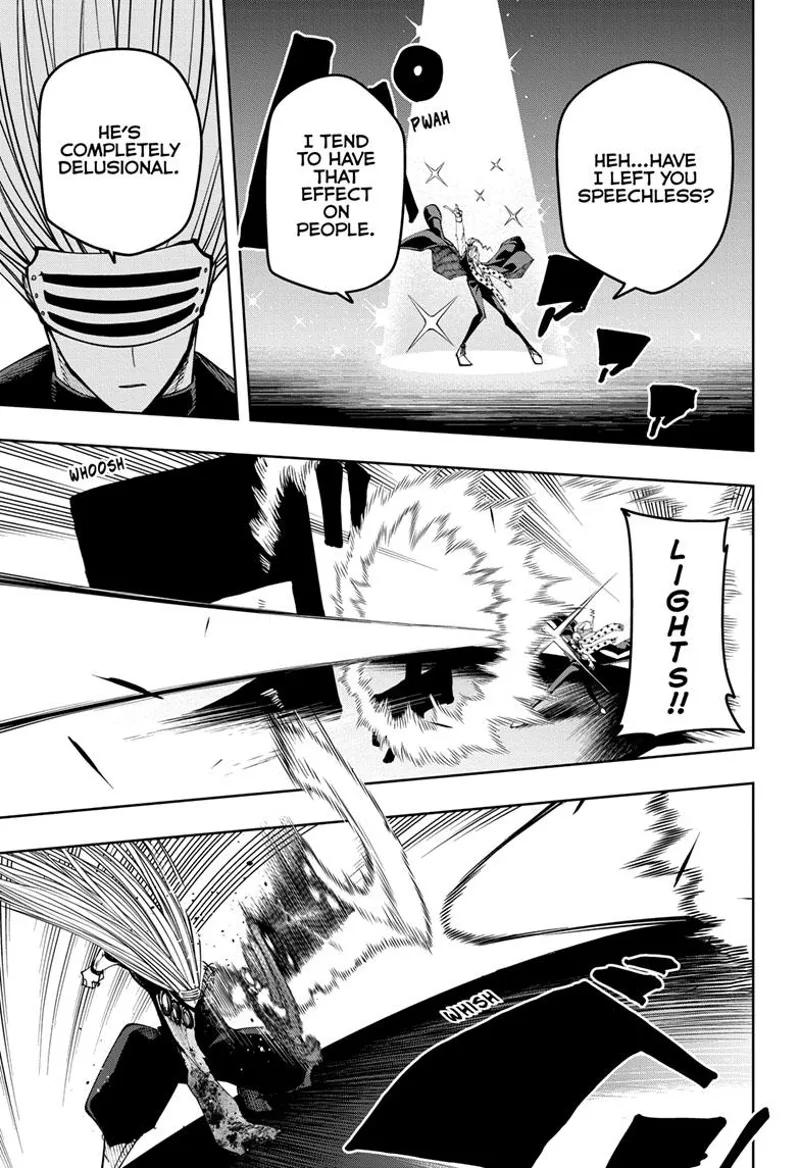 HEH...HAVE
I LEFT YOU
SPEECHLESS?
PWAH
I TEND
TO HAVE
THAT
EFFECT
ON
PEOPLE.
HE'S
COMPLETELY
DELUSIONAL.
LIGHTS!!
WHOOSH
WHISH